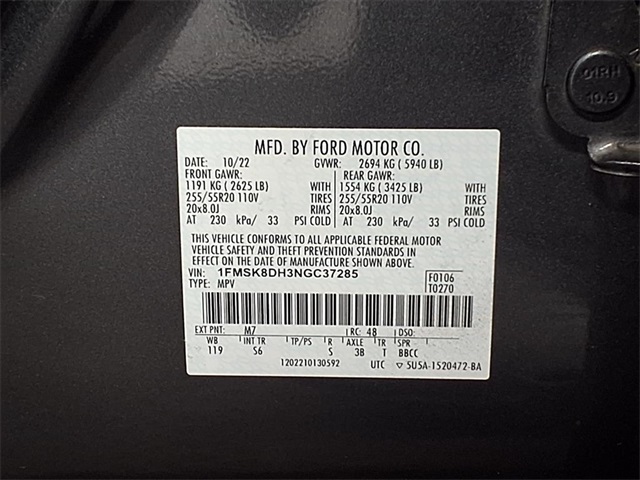 01RH
10.9
MFD. BY FORD MOTOR CO.
DATE: 10/22 GVWR: 2694 KG ( 5940 LB)
FRONT GAWR: REAR GAWR:
1191 KG ( 2625 LB) WITH 1554 KG ( 3425 LB) WITH
255/55R20 110V TIRES 255/55R20 110V TIRES
20x8.0J RIMS 20x8.0J RIMS
AT 230 kPa/ 33 PSI COLD AT 230 kPa/ 33 PSI COLD
THIS VEHICLE CONFORMS TO ALL APPLICABLE FEDERAL MOTOR
VEHICLE SAFETY AND THEFT PREVENTION STANDARDS IN
EFFECT ON THE DATE OF MANUFACTURE SHOWN ABOVE.
VIN: 1FMSK8DH3NGC37285 F0106
TYPE: MPV T0270
EXT PNT: M7 RC: 48 DSO:
WB INT TR TP/PS R AXLE TR SPR
119 S6 S 3B T BBCC
1202210130592 UTC ▽ 5U5A-1520472-BA